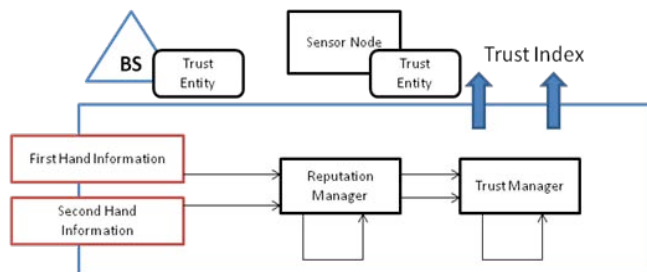 BS
Trust
Entity
Sensor Node
Trust
Entity
Trust Index
First Hand Information
Second Hand
Information
Reputation
Manager
Trust Manager